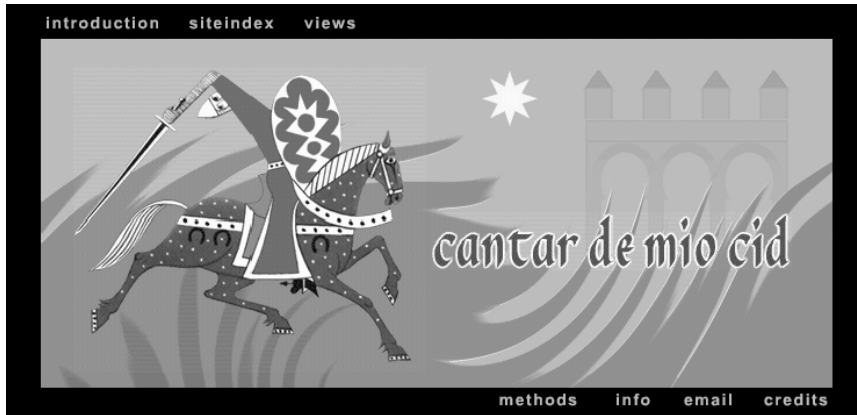 introduction siteindex views
cantar de mio cid
methods info email credits